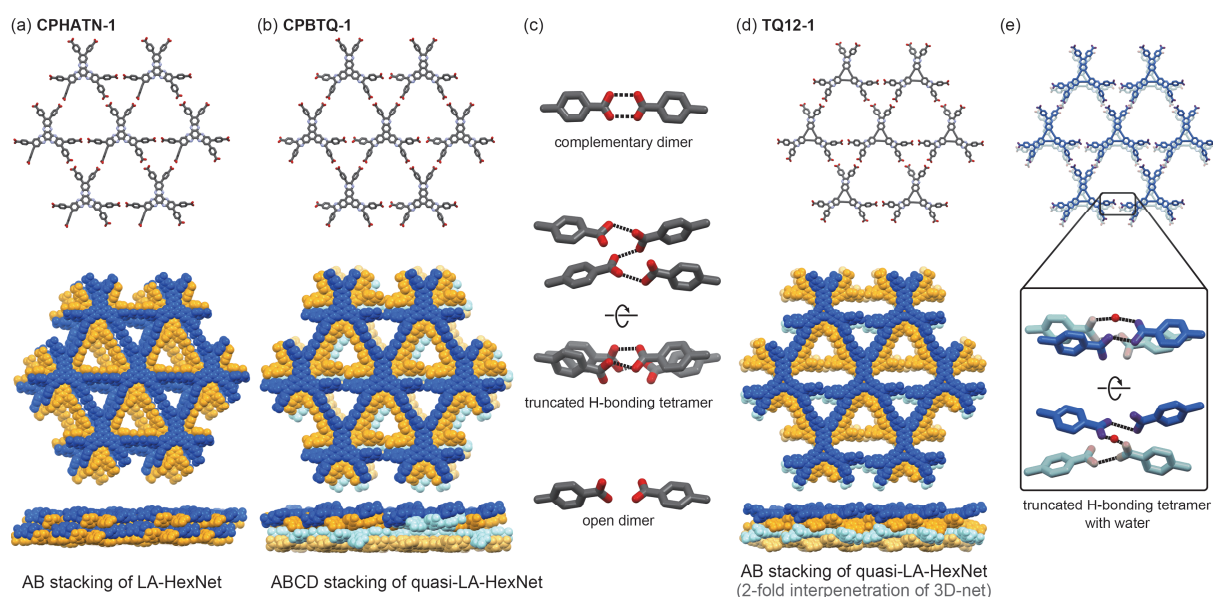 (a) CPHATN-1
(b) CPBTQ-1
(c)
(d) TQ12-1
(e)
complementary dimer
truncated H-bonding tetramer
open dimer
truncated H-bonding tetramer
with water
AB stacking of LA-HexNet
ABCD stacking of quasi-LA-HexNet
AB stacking of quasi-LA-HexNet
(2-fold interpenetration of 3D-net)